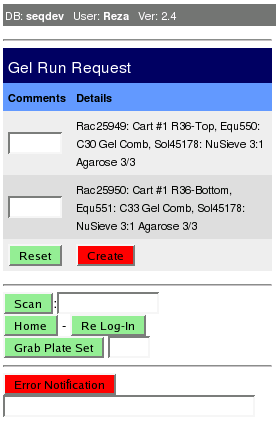 DB: seqdev User: Reza Ver: 2.4
Gel Run Request
Comments Details
Rac25949: Cart #1 R36-Top, Equ550:
C30 Gel Comb, Sol45178: NuSieve 3:1
Agarose 3/3
Rac25950: Cart #1 R36-Bottom,
Equ551: C33 Gel Comb, Sol45178:
NuSieve 3:1 Agarose 3/3
Reset Create
Scan :
Home - Re Log-In
Grab Plate Set
Error Notification